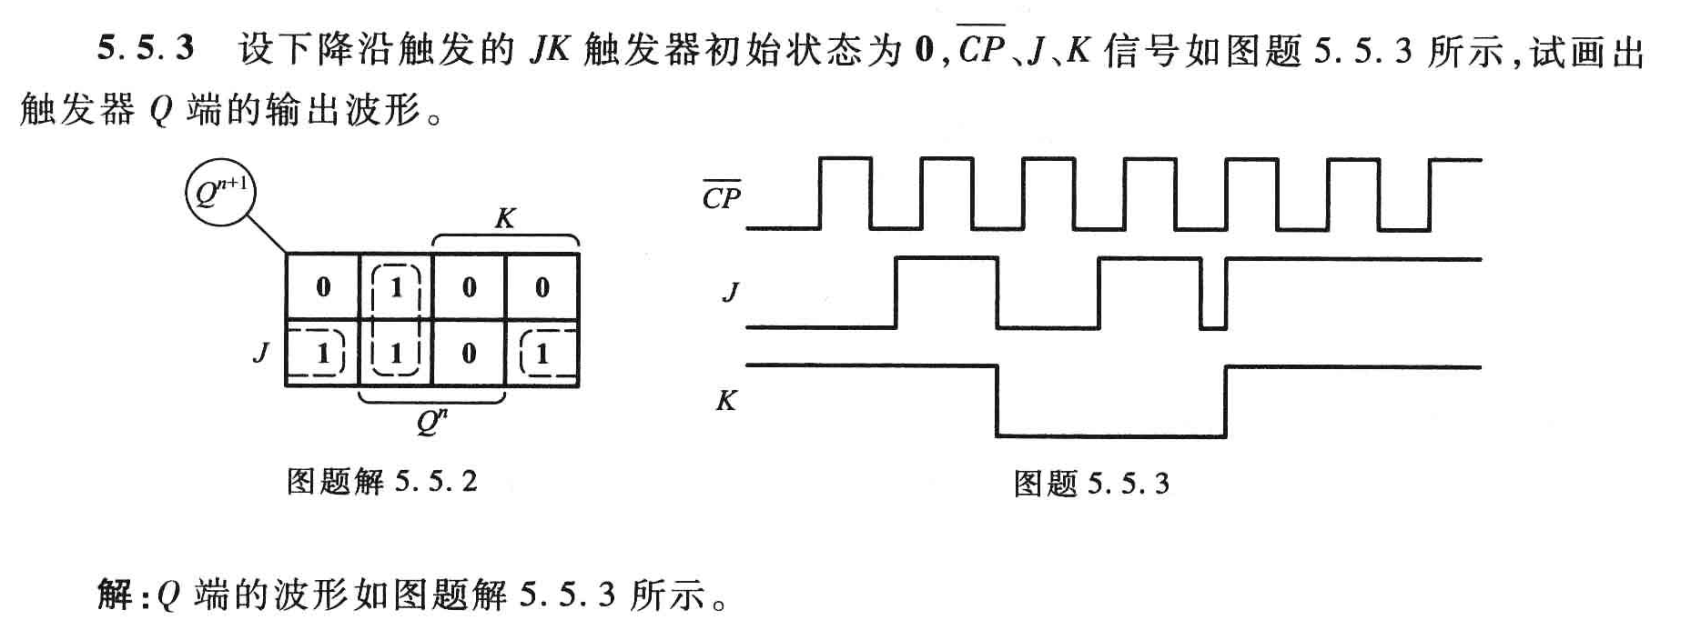 5.5.3 设下降沿触发的 JK 触发器初始状态为 0,C̅P̅、J、K 信号如图题 5.5.3 所示,试画出
触发器 Q 端的输出波形。
Qⁿ⁺¹
K
0 1 0 0
J 1 1 0 1
Qⁿ
图题解 5.5.2
C̅P̅
J
K
图题 5.5.3
解:Q 端的波形如图题解 5.5.3 所示。